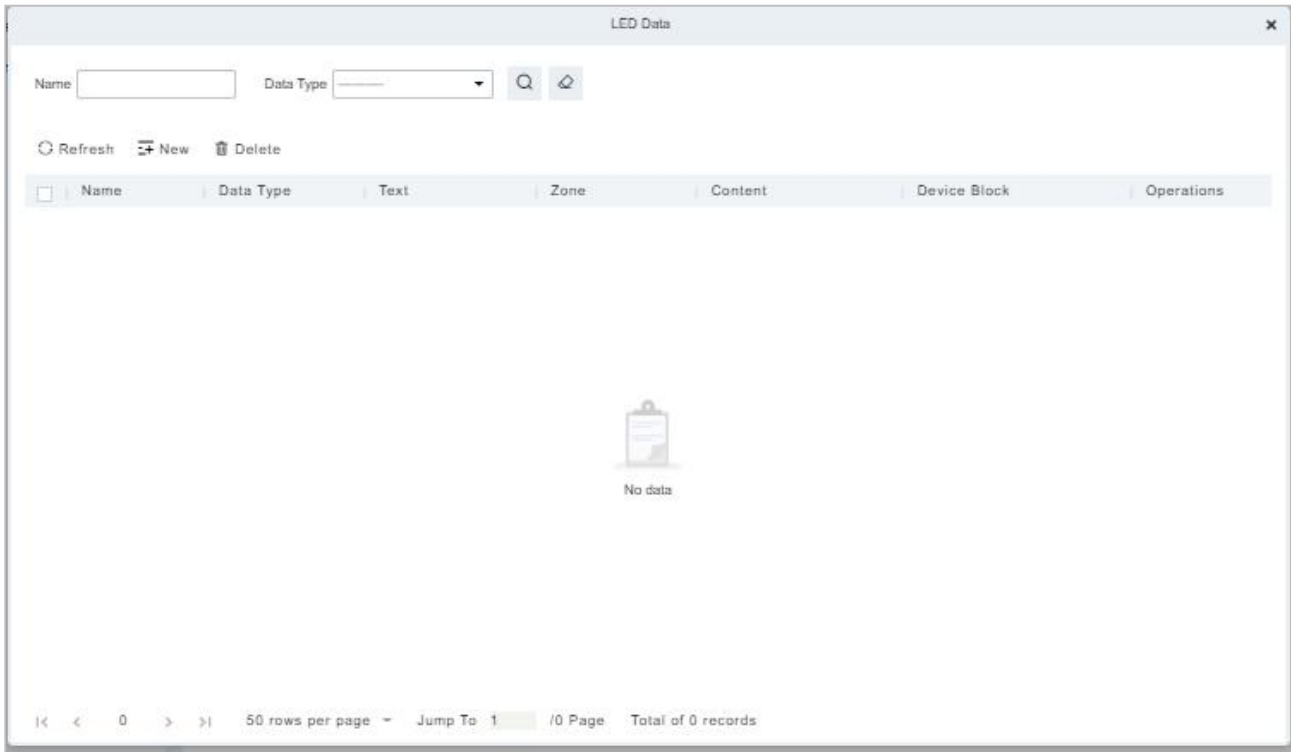 LED Data
Name Data Type ---------
Refresh New Delete
Name Data Type Text Zone Content Device Block Operations
No data
0 50 rows per page Jump To 1 /0 Page Total of 0 records